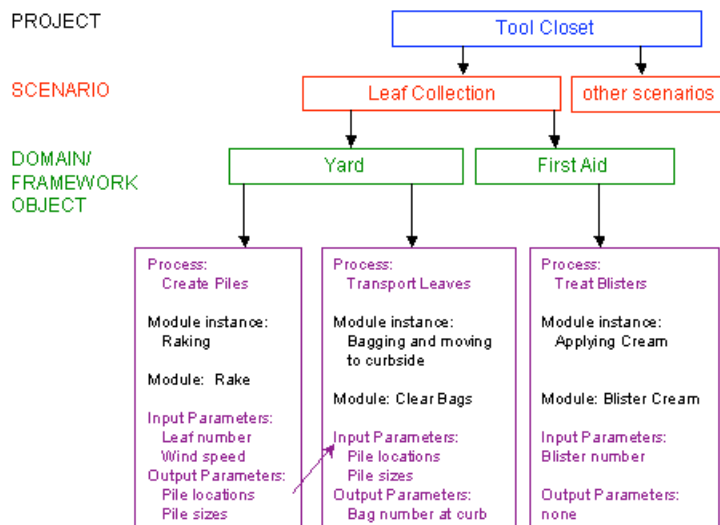 PROJECT
Tool Closet
SCENARIO
Leaf Collection
other scenarios
DOMAIN/
FRAMEWORK
OBJECT
Yard
First Aid
Process:
Create Piles
Module instance:
Raking
Module: Rake
Input Parameters:
Leaf number
Wind speed
Output Parameters:
Pile locations
Pile sizes
Process:
Transport Leaves
Module instance:
Bagging and moving
to curbside
Module: Clear Bags
Input Parameters:
Pile locations
Pile sizes
Output Parameters:
Bag number at curb
Process:
Treat Blisters
Module instance:
Applying Cream
Module: Blister Cream
Input Parameters:
Blister number
Output Parameters:
none